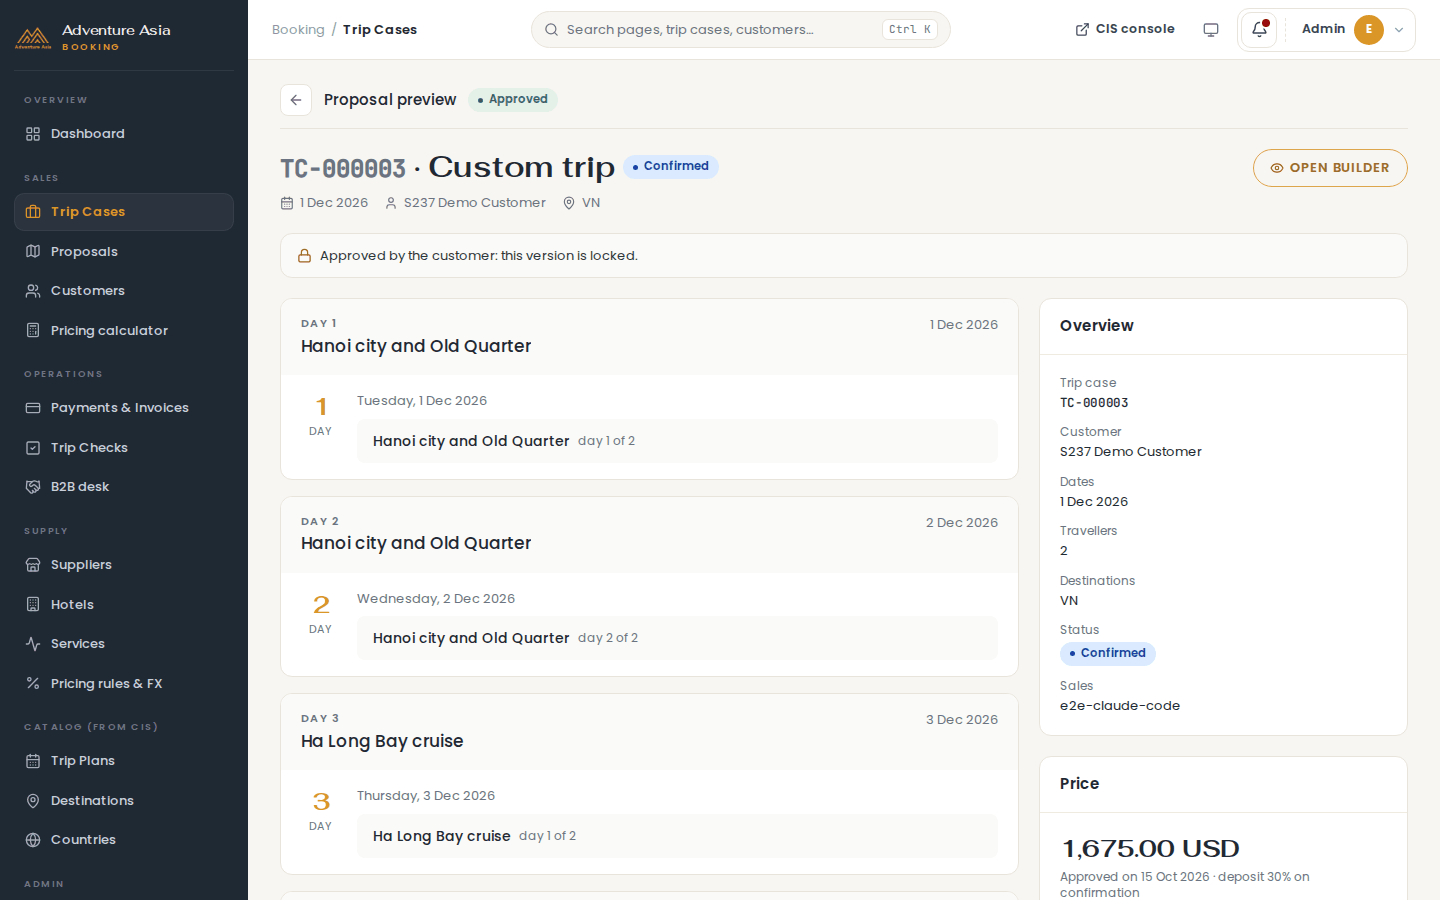 Adventure Asia
BOOKING
Adventure Asia
OVERVIEW
Dashboard
SALES
Trip Cases
Proposals
Customers
Pricing calculator
OPERATIONS
Payments & Invoices
Trip Checks
B2B desk
SUPPLY
Suppliers
Hotels
Services
Pricing rules & FX
CATALOG (FROM CIS)
Trip Plans
Destinations
Countries
ADMIN
Booking / Trip Cases
Search pages, trip cases, customers...
Ctrl K
CIS console
Admin
E
Proposal preview
Approved
TC-000003 · Custom trip
Confirmed
OPEN BUILDER
1 Dec 2026
S237 Demo Customer
VN
Approved by the customer: this version is locked.
DAY 1
1 Dec 2026
Hanoi city and Old Quarter
1
DAY
Tuesday, 1 Dec 2026
Hanoi city and Old Quarter day 1 of 2
DAY 2
2 Dec 2026
Hanoi city and Old Quarter
2
DAY
Wednesday, 2 Dec 2026
Hanoi city and Old Quarter day 2 of 2
DAY 3
3 Dec 2026
Ha Long Bay cruise
3
DAY
Thursday, 3 Dec 2026
Ha Long Bay cruise day 1 of 2
Overview
Trip case
TC-000003
Customer
S237 Demo Customer
Dates
1 Dec 2026
Travellers
2
Destinations
VN
Status
Confirmed
Sales
e2e-claude-code
Price
1,675.00 USD
Approved on 15 Oct 2026 · deposit 30% on
confirmation